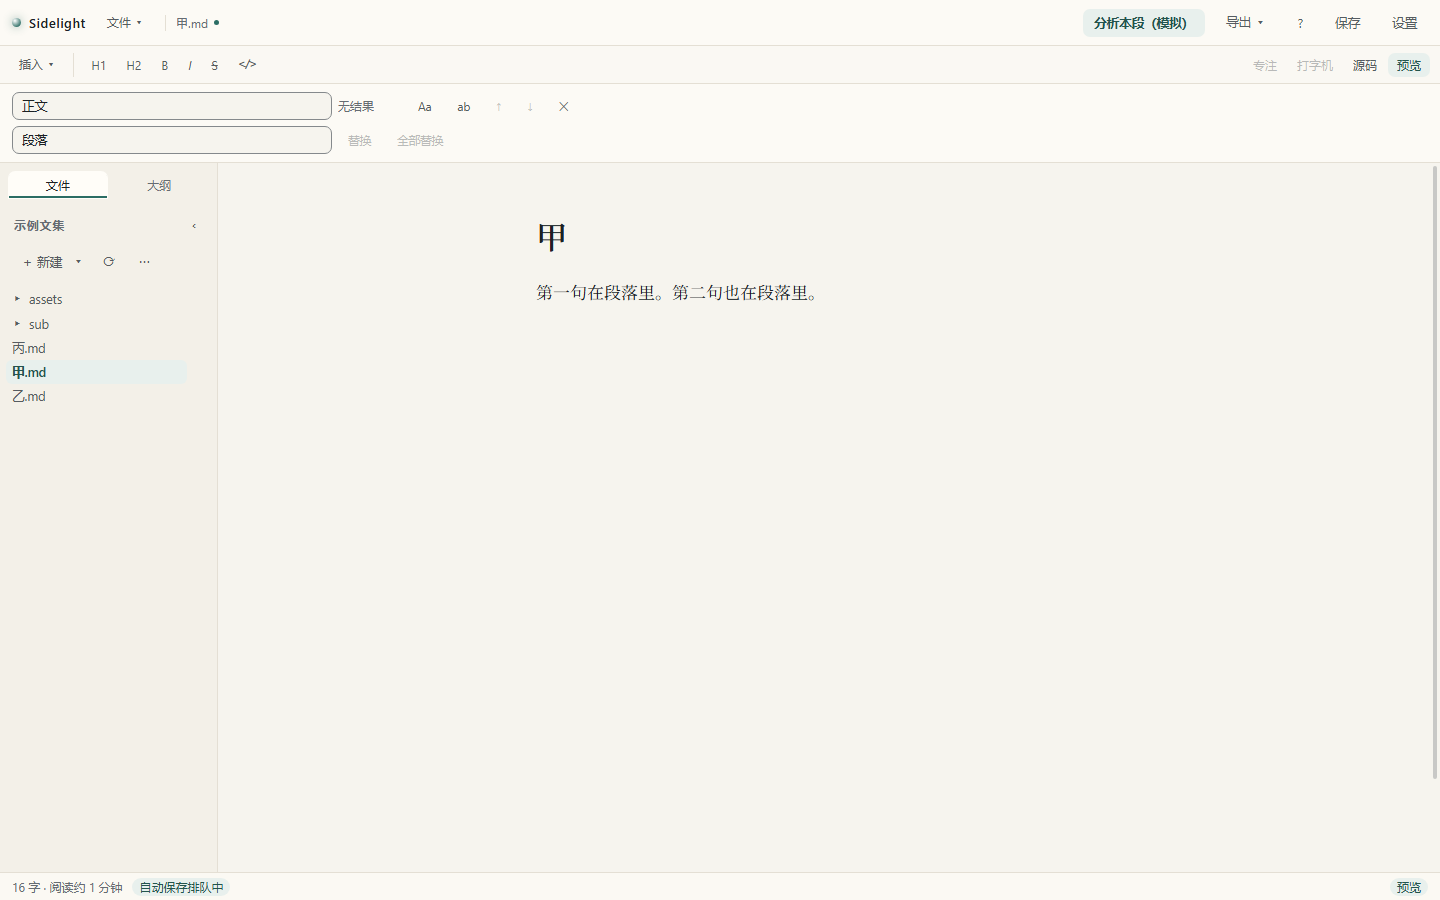 Sidelight 文件 甲.md 分析本段（模拟） 导出 ? 保存 设置
插入 H1 H2 B I S </> 专注 打字机 源码 预览
正文 无结果 Aa ab ↑ ↓ ×
段落 替换 全部替换
文件 大纲
示例文集
+ 新建 ···
assets
sub
丙.md
甲.md
乙.md
甲
第一句在段落里。第二句也在段落里。
16 字 · 阅读约 1 分钟 自动保存排队中 预览